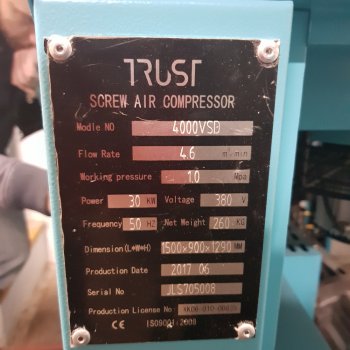 TRUST
SCREW AIR COMPRESSOR
Modle NO 4000VSD
Flow Rate 4.6 m³/min
Working pressure 1.0 Mpa
Power 30 KW Voltage 380 V
Frequency 50 HZ Net Weight 260 KG
Dimension(L*W*H) 1500×900×1290 MM
Production Date 2017 06
Serial No JLS705008
Production License No
CE ISO9001:2008